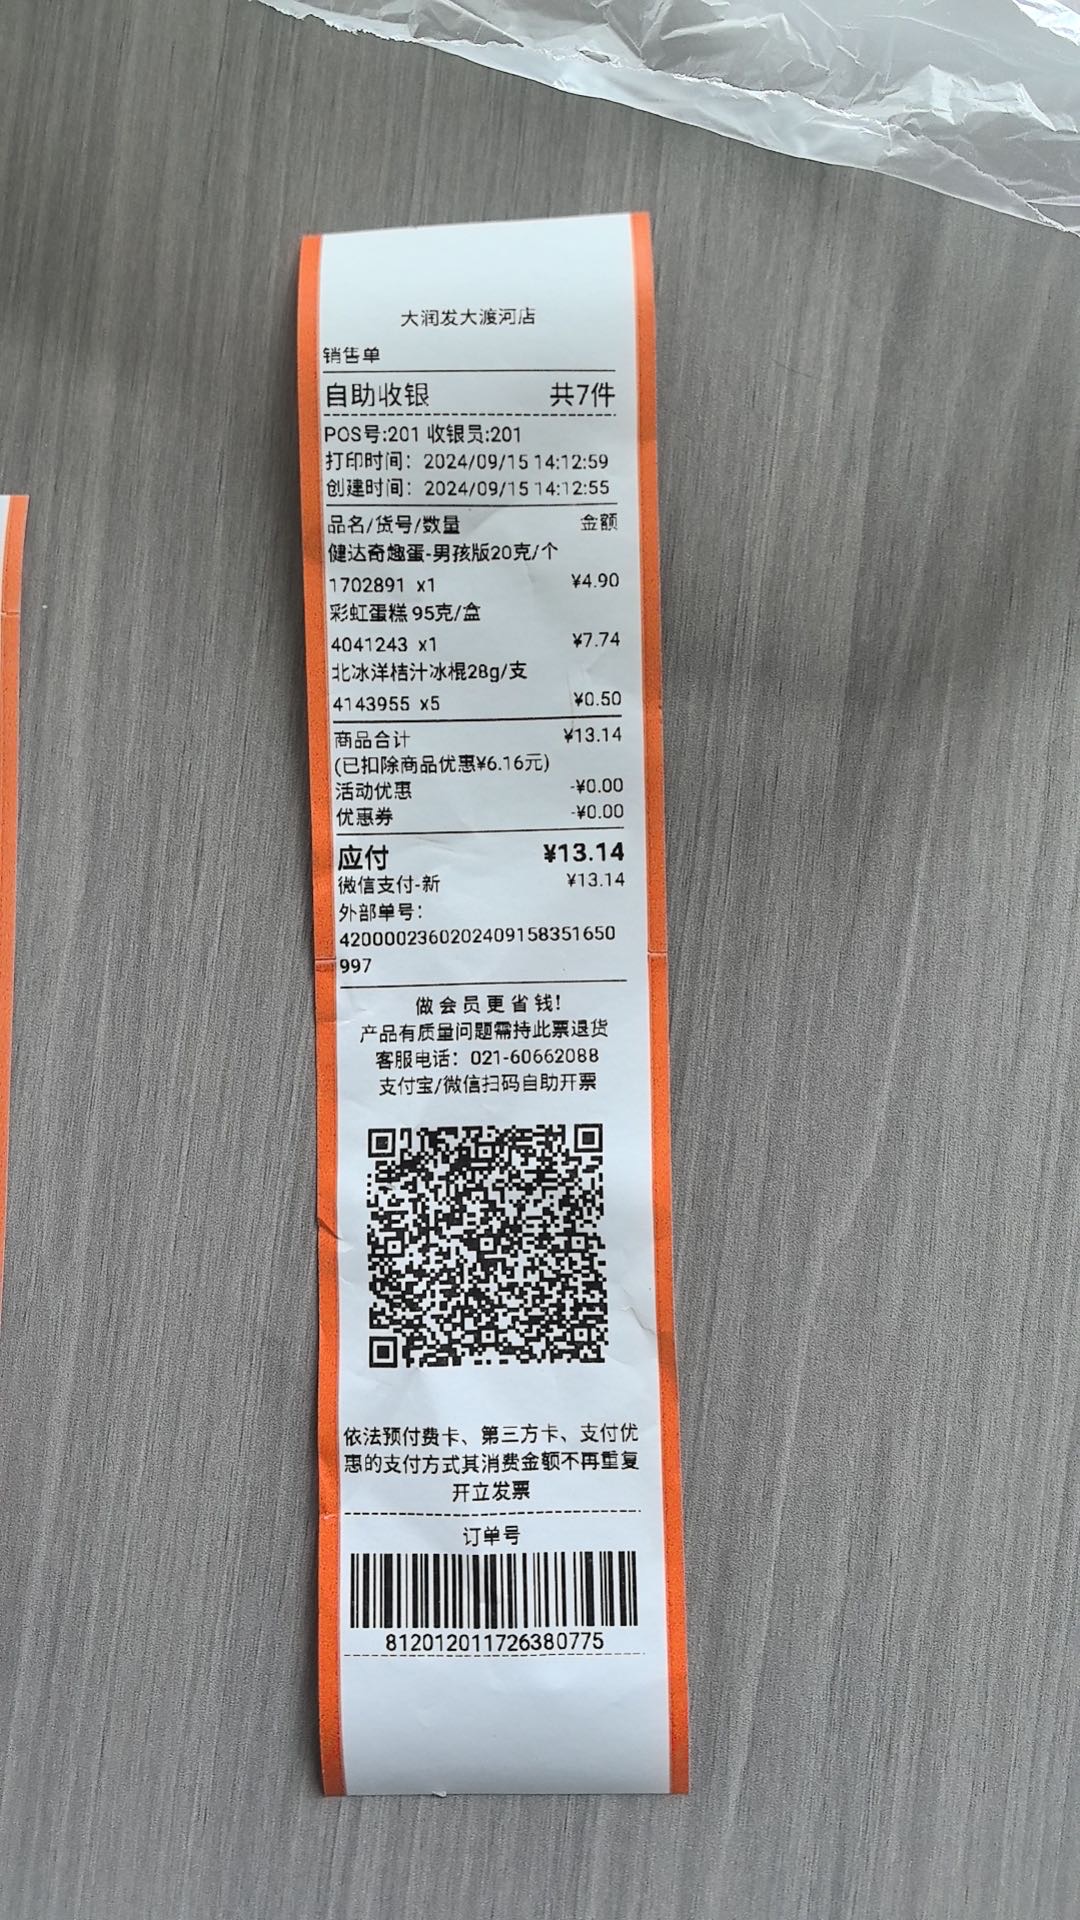 大润发大渡河店
销售单
自助收银 共7件
POS号:201 收银员:201
打印时间：2024/09/15 14:12:59
创建时间：2024/09/15 14:12:55
品名/货号/数量 金额
健达奇趣蛋-男孩版20克/个
1702891 x1 ¥4.90
彩虹蛋糕 95克/盒
4041243 x1 ¥7.74
北冰洋桔汁冰棍28g/支
4143955 x5 ¥0.50
商品合计 ¥13.14
(已扣除商品优惠¥6.16元)
活动优惠 -¥0.00
优惠券 -¥0.00
应付 ¥13.14
微信支付-新 ¥13.14
外部单号：
4200002360202409158351650
997
做会员更省钱!
产品有质量问题需持此票退货
客服电话：021-60662088
支付宝/微信扫码自助开票
依法预付费卡、第三方卡、支付优
惠的支付方式其消费金额不再重复
开立发票
订单号
812012011726380775